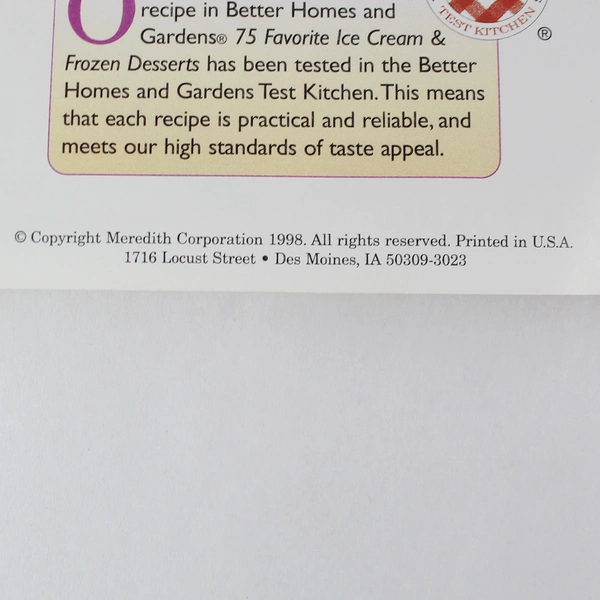 recipe in Better Homes and
Gardens® 75 Favorite Ice Cream &
Frozen Desserts has been tested in the Better
Homes and Gardens Test Kitchen. This means
that each recipe is practical and reliable, and
meets our high standards of taste appeal.
TEST KITCHEN
®
© Copyright Meredith Corporation 1998. All rights reserved. Printed in U.S.A.
1716 Locust Street • Des Moines, IA 50309-3023